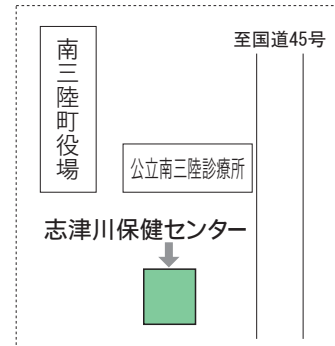 南三陸町役場
至国道45号
公立南三陸診療所
志津川保健センター